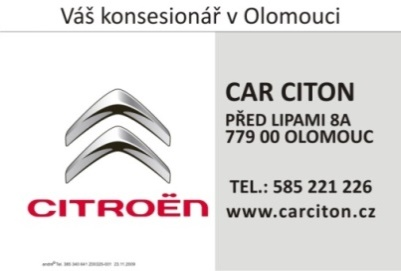 Váš konsesionář v Olomouci
CITROËN
CAR CITON
PŘED LIPAMI 8A
779 00 OLOMOUC
TEL.: 585 221 226
www.carciton.cz